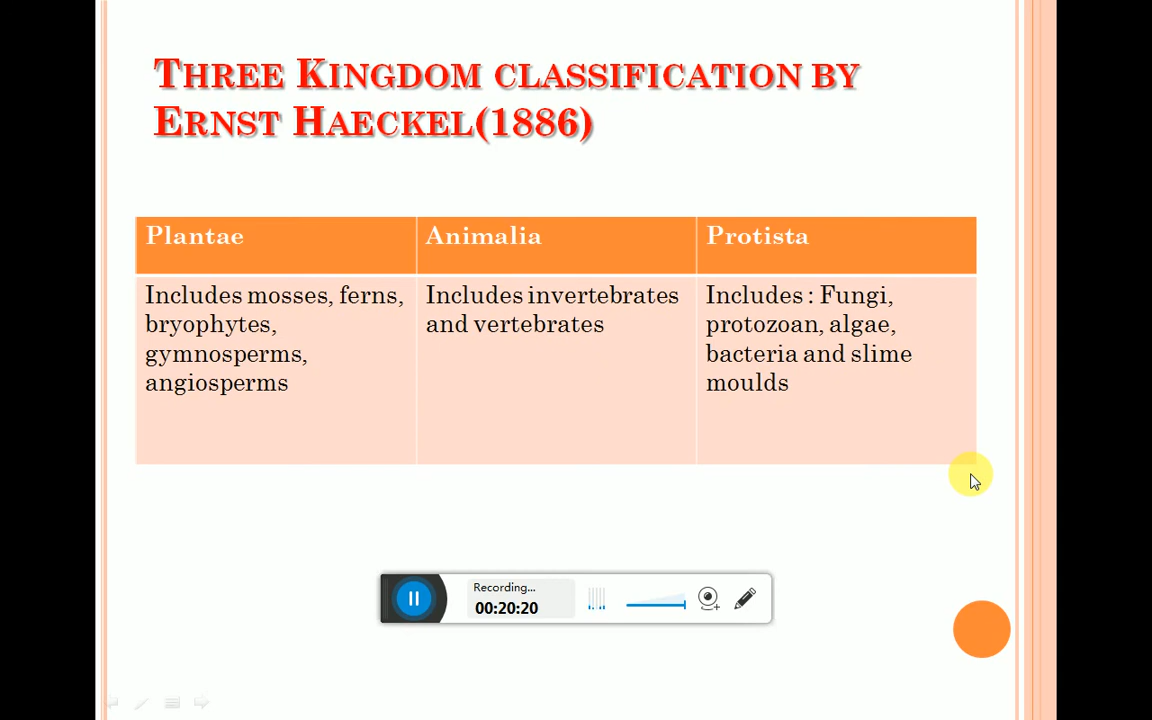 THREE KINGDOM CLASSIFICATION BY
ERNST HAECKEL(1886)
Plantae
Includes mosses, ferns,
bryophytes,
gymnosperms,
angiosperms
Animalia
Includes invertebrates
and vertebrates
Protista
Includes : Fungi,
protozoan, algae,
bacteria and slime
moulds
Recording...
00:20:20